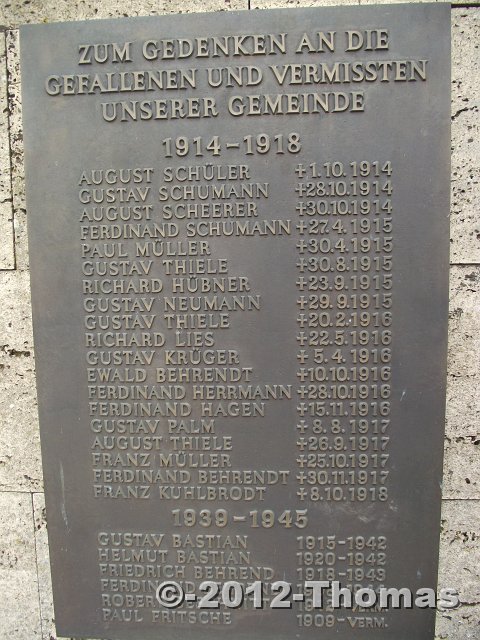 ZUM GEDENKEN AN DIE
GEFALLENEN UND VERMISSTEN
UNSERER GEMEINDE
1914-1918
AUGUST SCHÜLER +1.10.1914
GUSTAV SCHUMANN +28.10.1914
AUGUST SCHEERER +30.10.1914
FERDINAND SCHUMANN +27.4.1915
PAUL MÜLLER +30.4.1915
GUSTAV THIELE +30.8.1915
RICHARD HÜBNER +23.9.1915
GUSTAV NEUMANN +29.9.1915
GUSTAV THIELE +20.2.1916
RICHARD LIES +22.5.1916
GUSTAV KRÜGER +5.4.1916
EWALD BEHRENDT +10.10.1916
FERDINAND HERRMANN +28.10.1916
FERDINAND HAGEN +15.11.1916
GUSTAV PALM +8.8.1917
AUGUST THIELE +26.9.1917
FRANZ MÜLLER +25.10.1917
FERDINAND BEHRENDT +30.11.1917
FRANZ KUHLBRODT +8.10.1918
1939-1945
GUSTAV BASTIAN 1915-1942
HELMUT BASTIAN 1920-1942
FRIEDRICH BEHREND 1918-1943
©-2012-Thomas
PAUL FRITSCHE 1909-VERM.